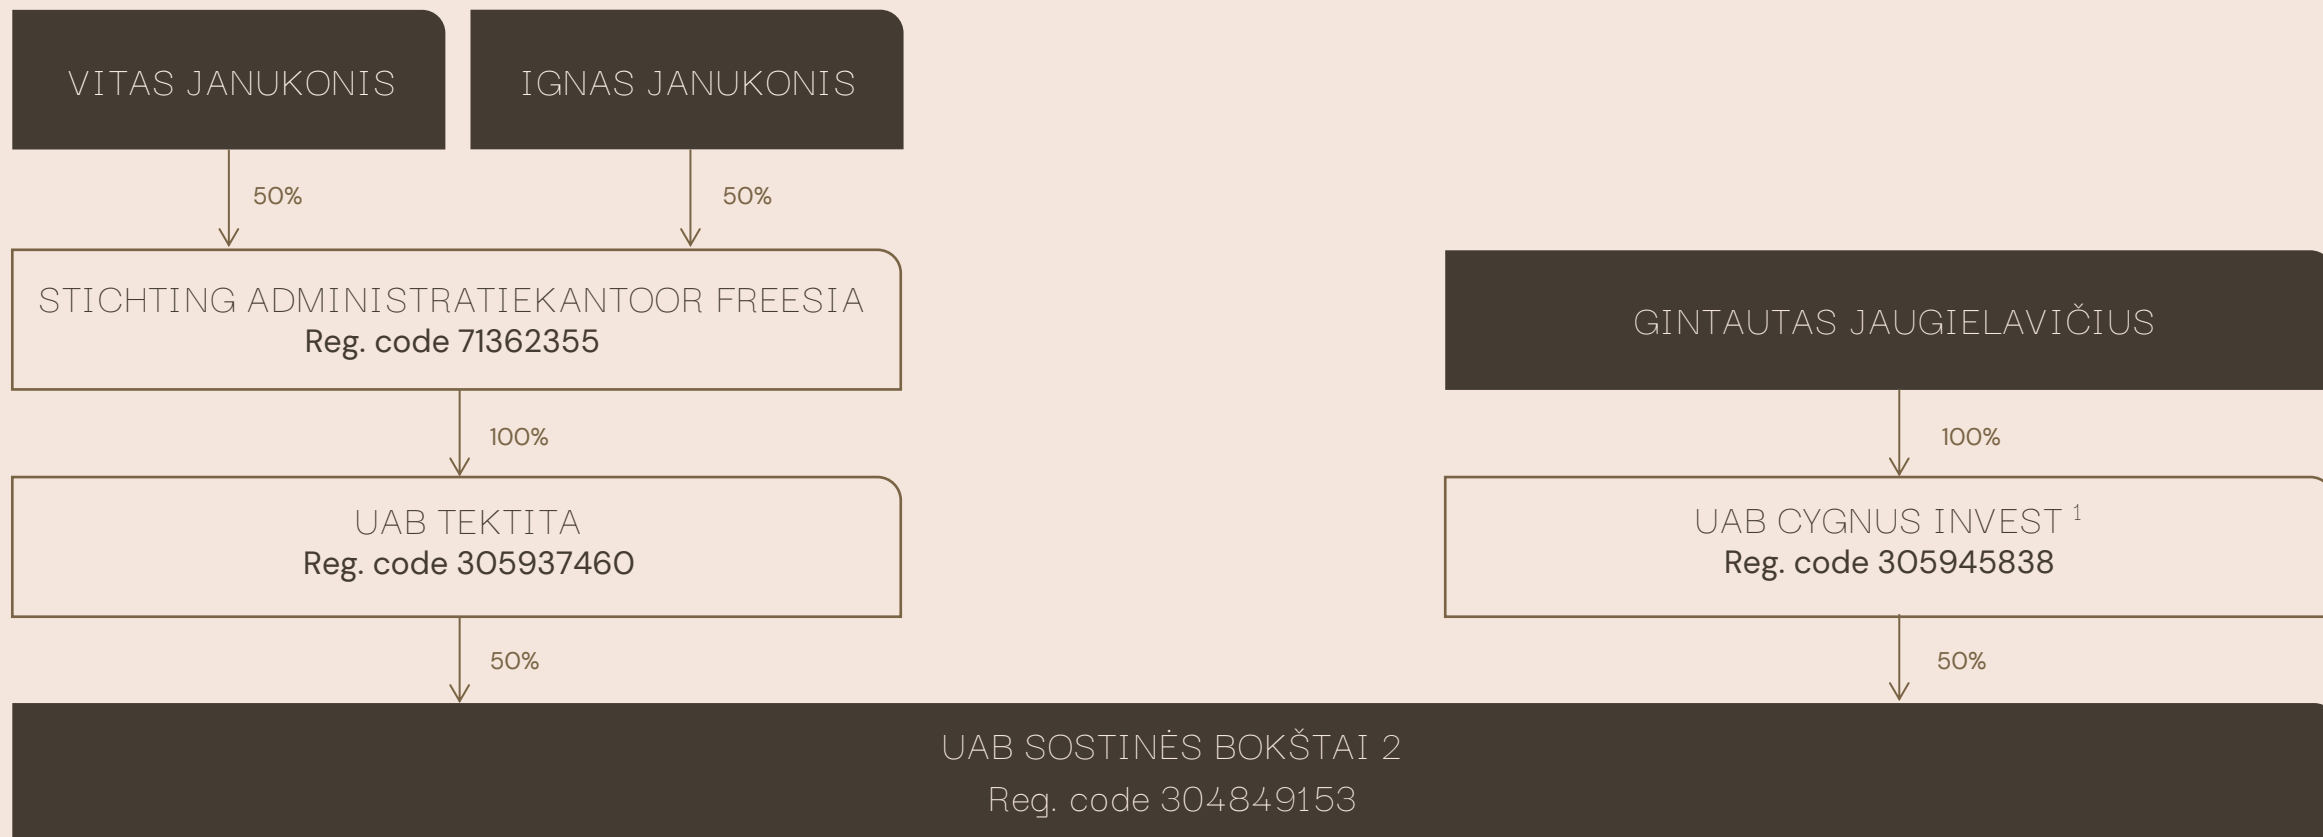 VITAS JANUKONIS
IGNAS JANUKONIS
50%
50%
STICHTING ADMINISTRATIEKANTOOR FREESIA
Reg. code 71362355
GINTAUTAS JAUGIELAVIČIUS
100%
100%
UAB TEKTITA
Reg. code 305937460
UAB CYGNUS INVEST ¹
Reg. code 305945838
50%
50%
UAB SOSTINĖS BOKŠTAI 2
Reg. code 304849153